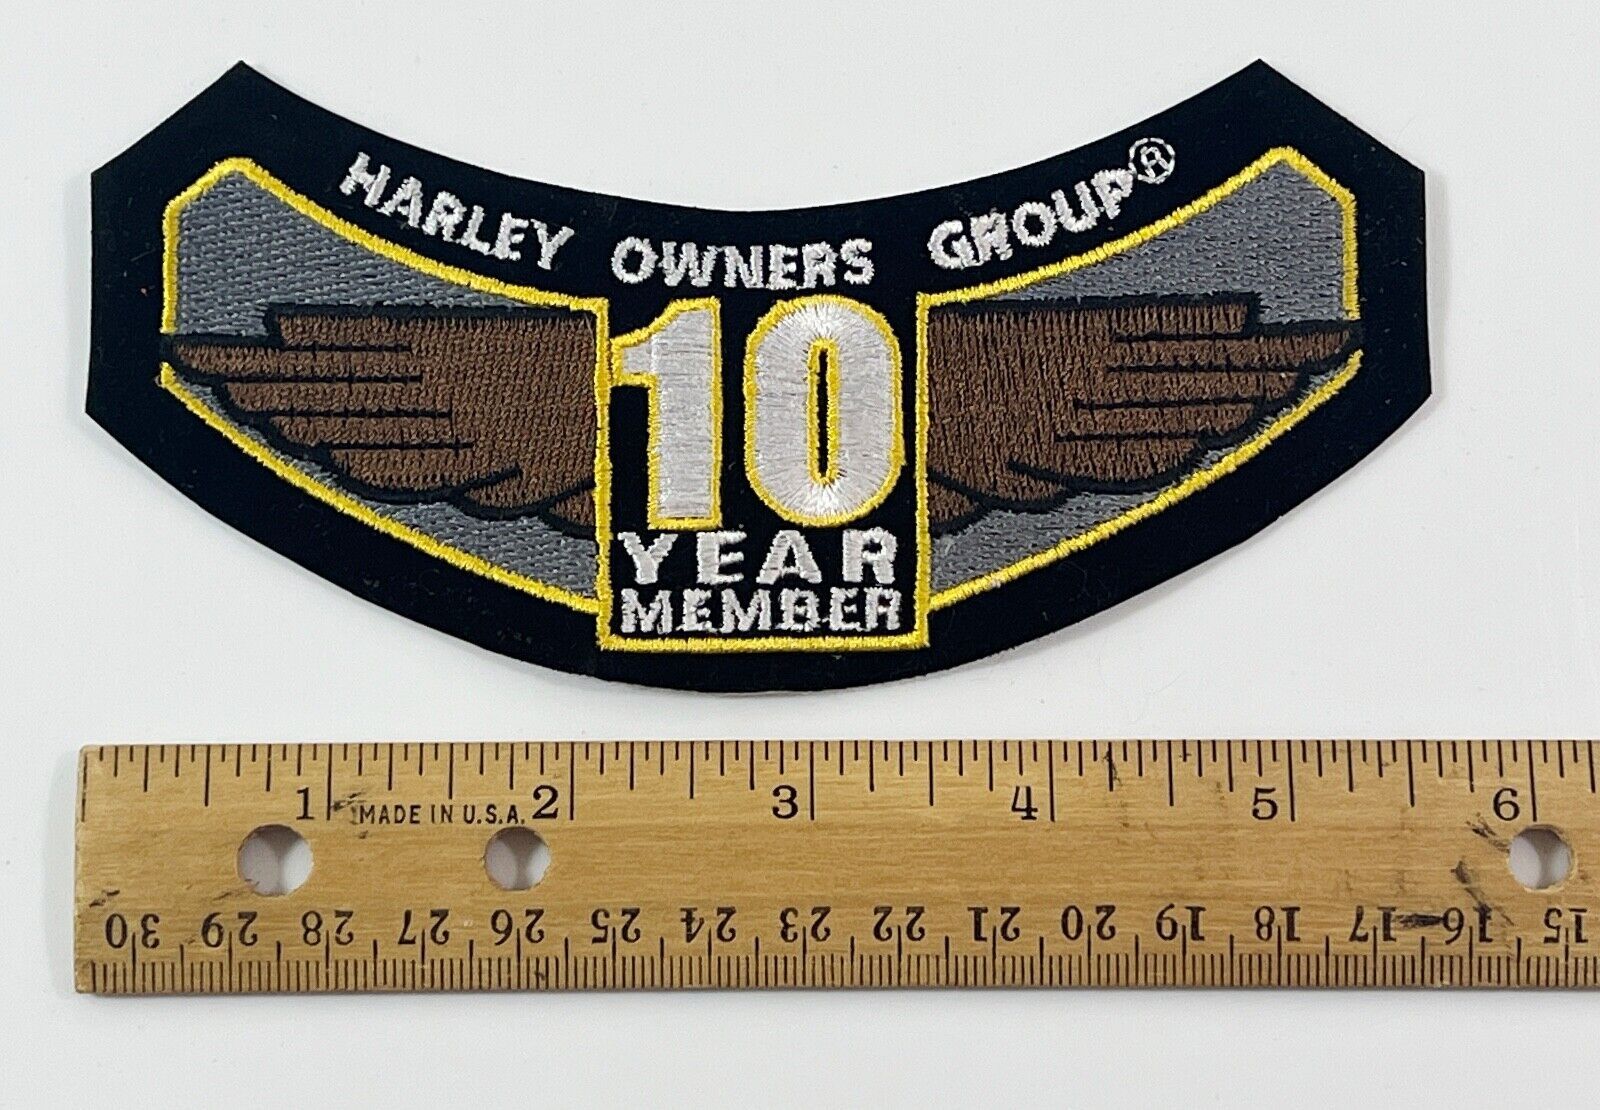 HARLEY OWNERS GROUP®
10
YEAR
MEMBER
1 2 3 4 5 6
MADE IN U.S.A.
30 29 28 27 26 25 24 23 22 21 20 19 18 17 16 15